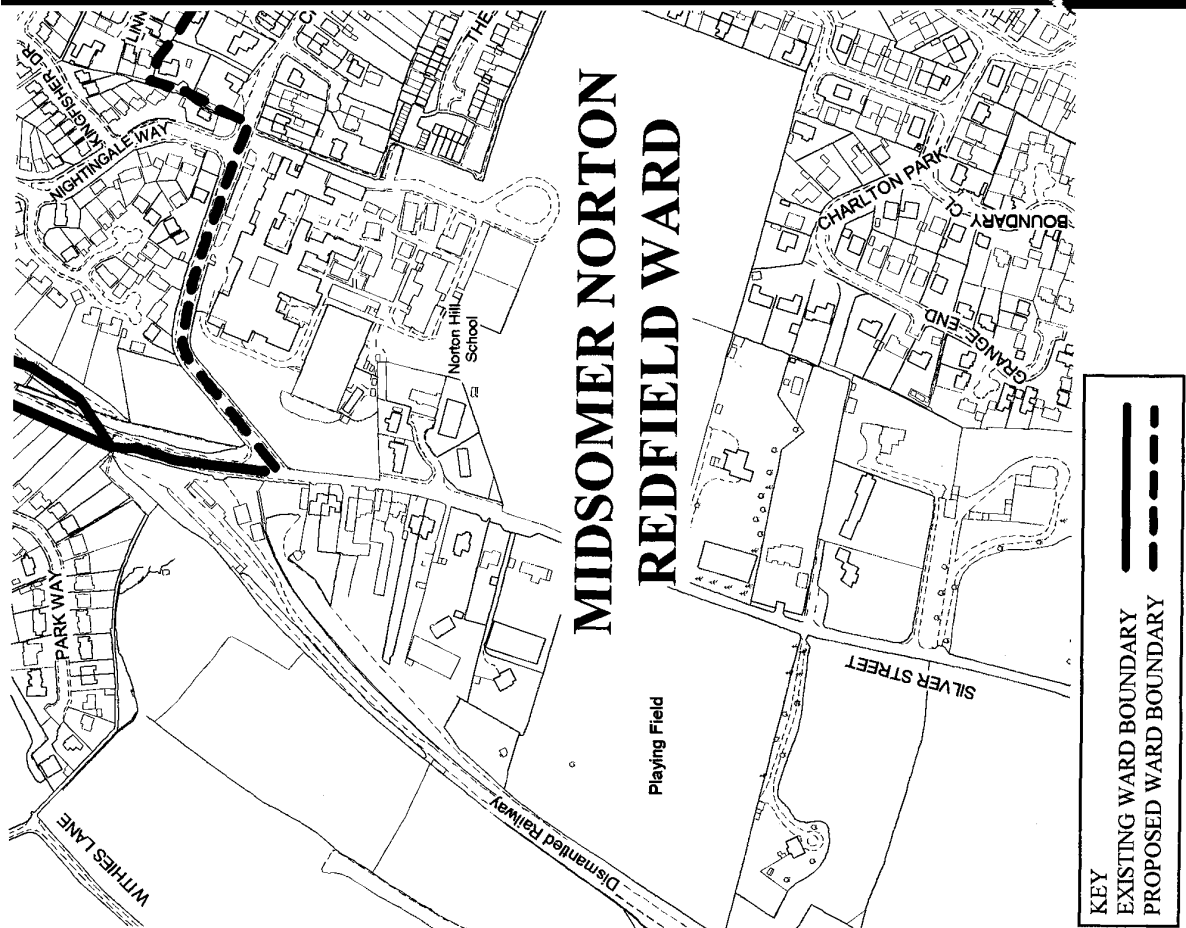 LINN
KINGFISHER DR
NIGHTINGALE WAY
THE
PARK WAY
WITHIES LANE
Norton Hill
School
MIDSOMER NORTON
REDFIELD WARD
CHARLTON PARK
BOUNDARY CL
GRANGE END
SILVER STREET
Playing Field
Dismantled Railway
KEY
EXISTING WARD BOUNDARY
PROPOSED WARD BOUNDARY